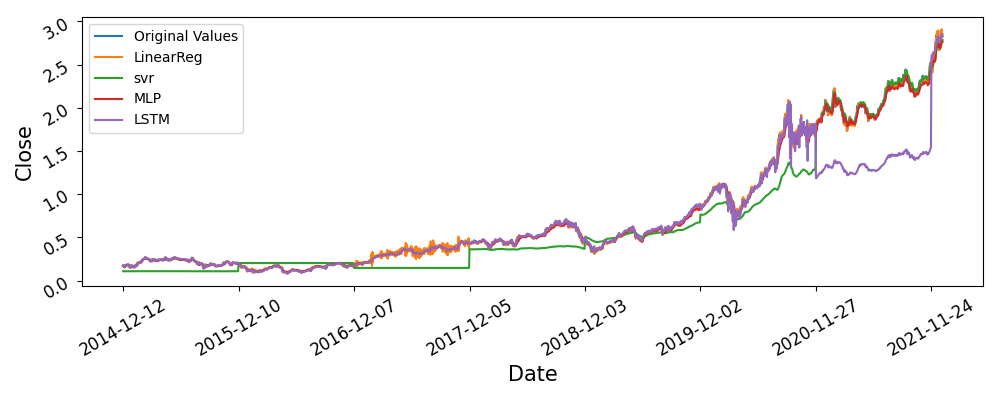 3.0
2.5
2.0
1.5
1.0
0.5
0.0
Close
Original Values
LinearReg
svr
MLP
LSTM
2014-12-12
2015-12-10
2016-12-07
2017-12-05
2018-12-03
2019-12-02
2020-11-27
2021-11-24
Date